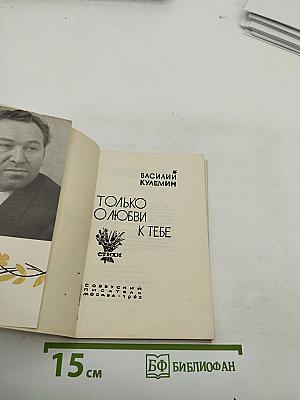 ВАСИЛИЙ
КУЛЕМИН
ТОЛЬКО
О ЛЮБВИ
К ТЕБЕ
СТИХИ
СОВЕТСКИЙ
ПИСАТЕЛЬ
МОСКВА • 1962
15 см
БФ БИБЛИОФАН